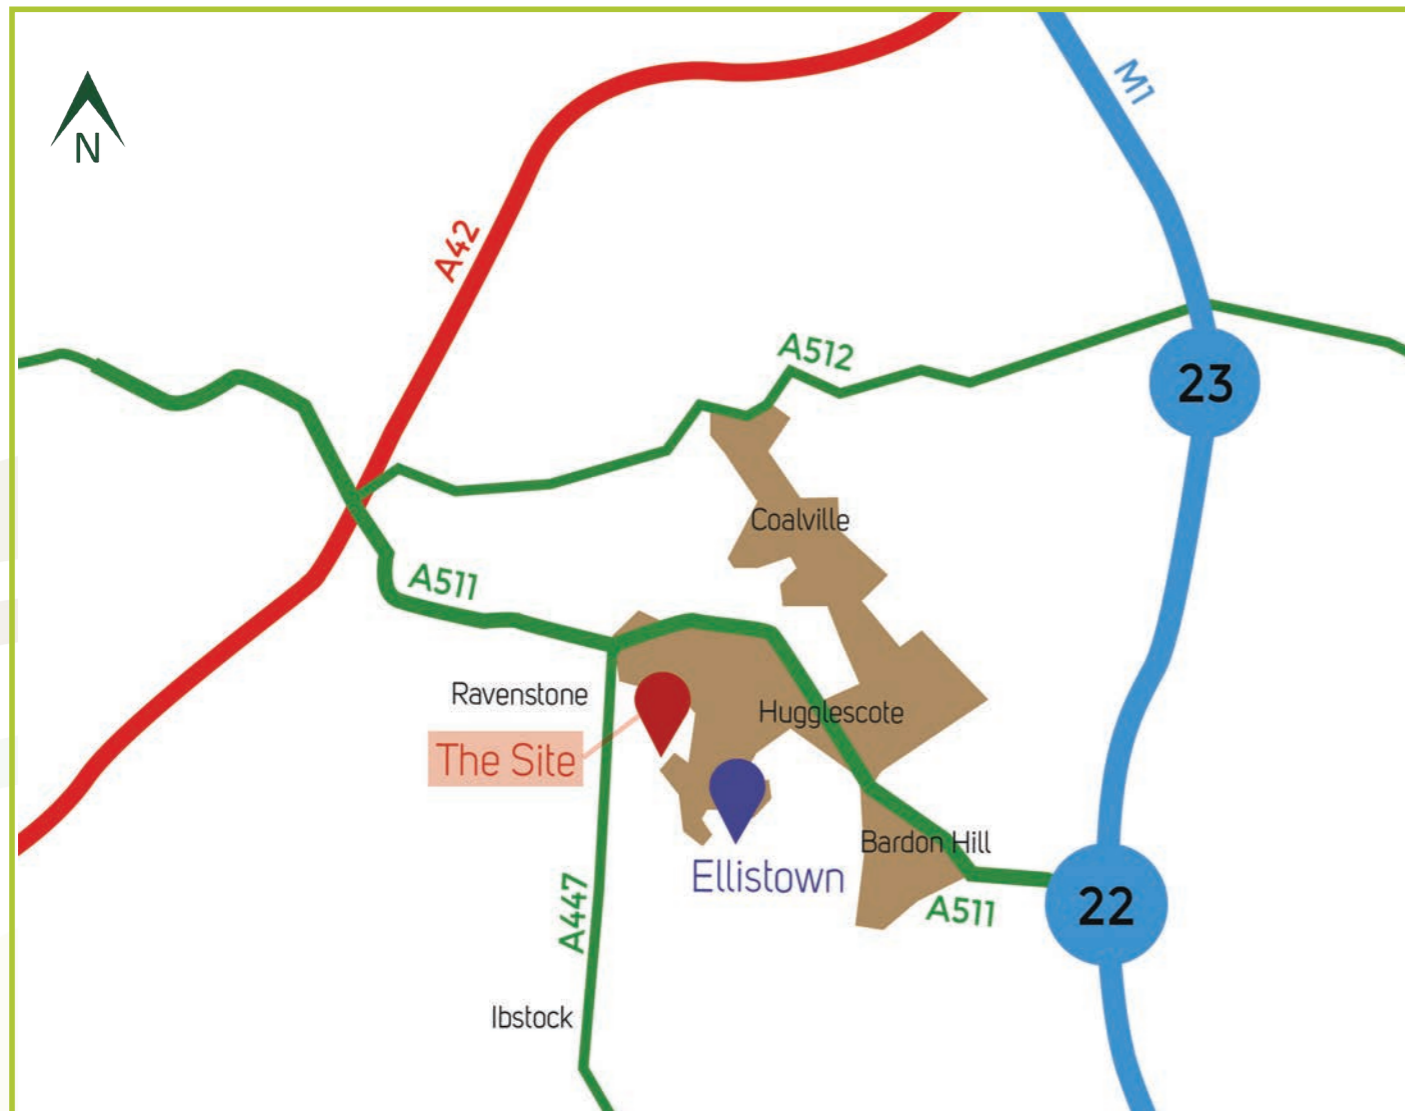 M1
N
A42
A512
23
Coalville
A511
Ravenstone
Hugglescote
The Site
Bardon Hill
Ellistown
A511
22
A447
Ibstock